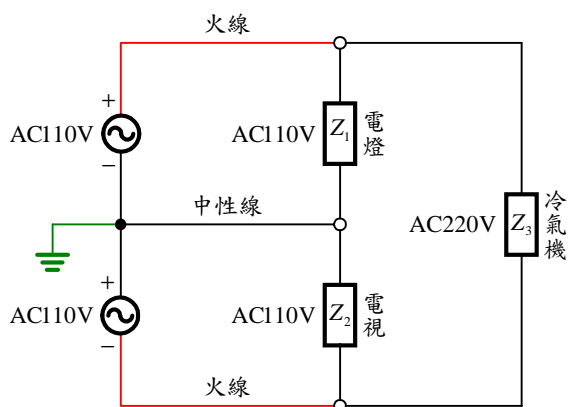 火線
+
AC110V
−
AC110V
Z1
電燈
中性線
AC220V
Z3
冷氣機
+
AC110V
−
AC110V
Z2
電視
火線